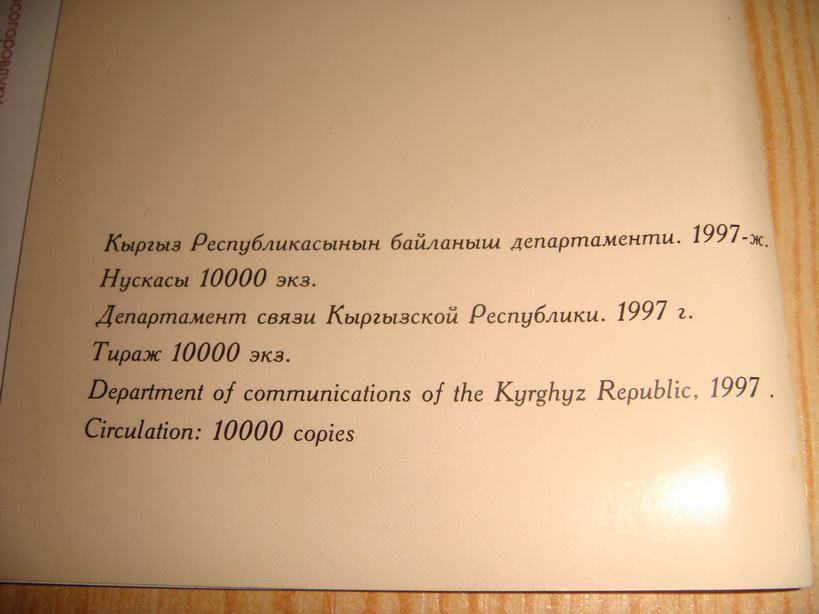 Кыргыз Республикасынын байланыш департаменти. 1997-ж.
Нускасы 10000 экз.
Департамент связи Кыргызской Республики. 1997 г.
Тираж 10000 экз.
Department of communications of the Kyrghyz Republic, 1997 .
Circulation: 10000 copies